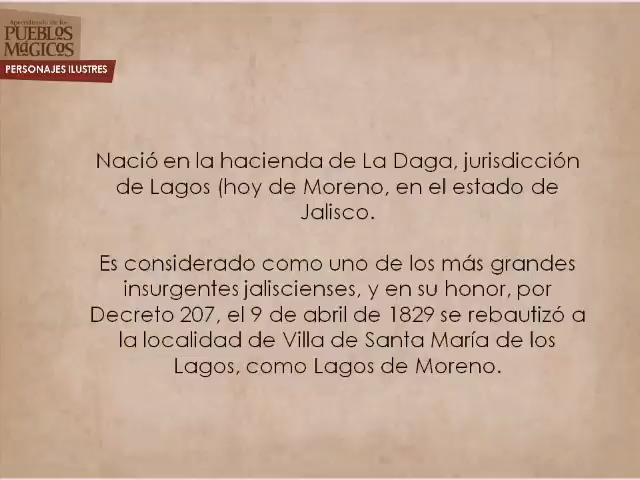 Aprendiendo de los
PUEBLOS
MáGICOS
PERSONAJES ILUSTRES
Nació en la hacienda de La Daga, jurisdicción
de Lagos (hoy de Moreno, en el estado de
Jalisco.
Es considerado como uno de los más grandes
insurgentes jaliscienses, y en su honor, por
Decreto 207, el 9 de abril de 1829 se rebautizó a
la localidad de Villa de Santa María de los
Lagos, como Lagos de Moreno.